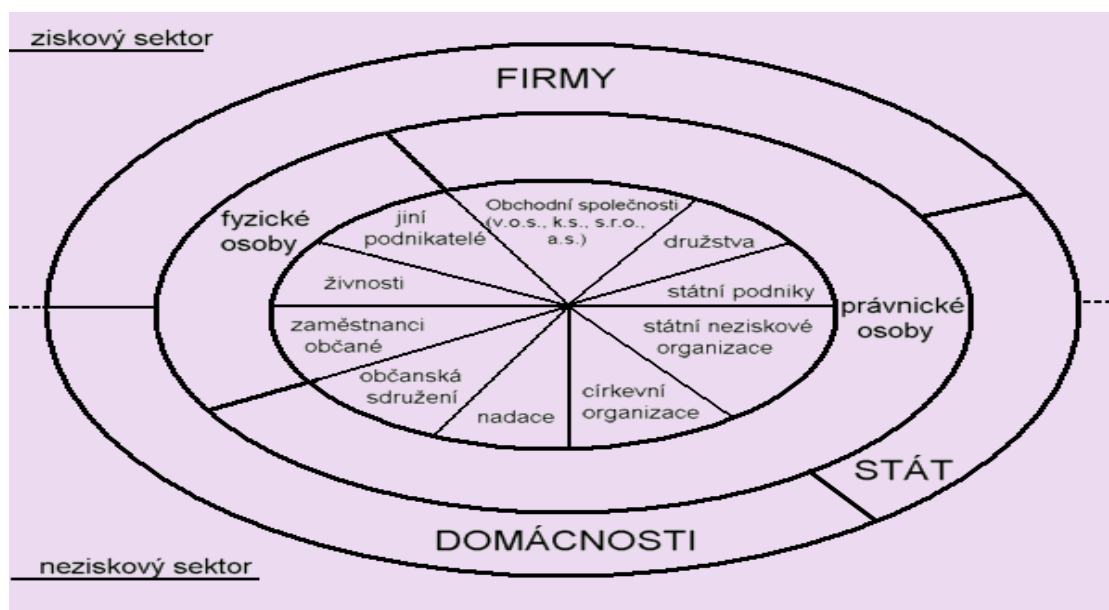 ziskový sektor
FIRMY
fyzické
osoby
jiní
podnikatelé
Obchodní společnosti
(v.o.s., k.s., s.r.o.,
a.s.)
družstva
živnosti
státní podniky
právnické
osoby
zaměstnanci
občané
státní neziskové
organizace
občanská
sdružení
nadace
církevní
organizace
STÁT
DOMÁCNOSTI
neziskový sektor